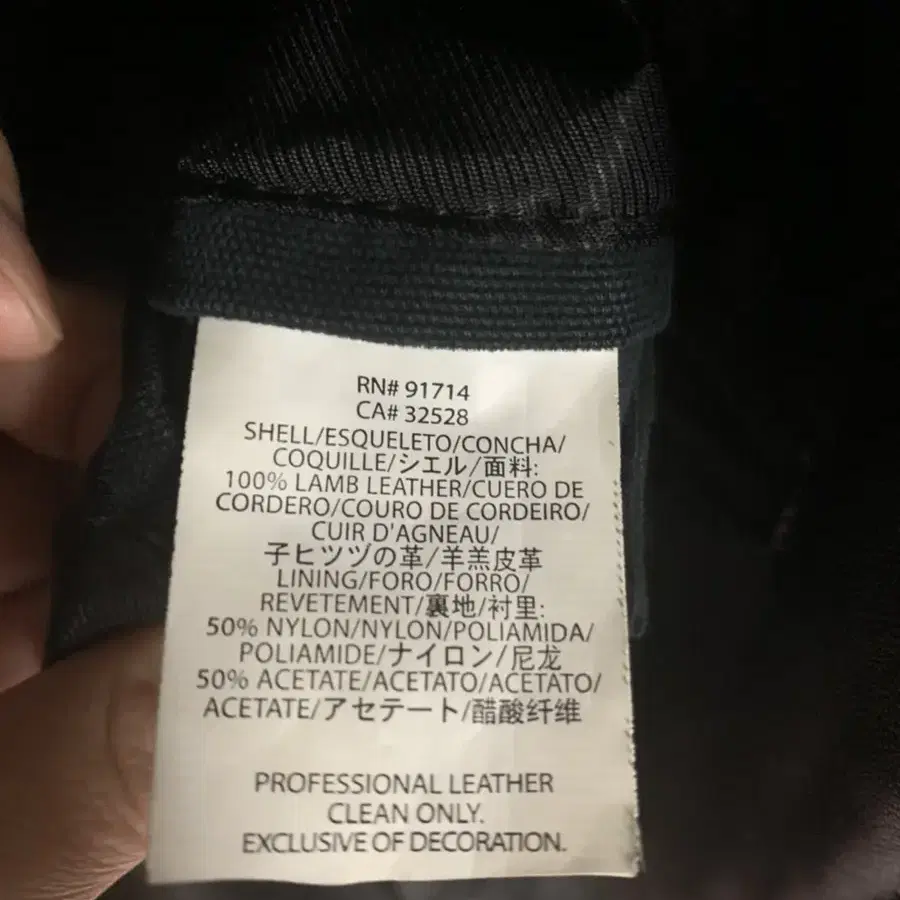 RN# 91714
CA# 32528
SHELL/ESQUELETO/CONCHA/
COQUILLE/シエル/面料:
100% LAMB LEATHER/CUERO DE
CORDERO/COURO DE CORDEIRO/
CUIR D'AGNEAU/
子ヒツヅの革/羊羔皮革
LINING/FORO/FORRO/
REVETEMENT/裏地/衬里:
50% NYLON/NYLON/POLIAMIDA/
POLIAMIDE/ナイロン/尼龙
50% ACETATE/ACETATO/ACETATO/
ACETATE/アセテート/醋酸纤维
PROFESSIONAL LEATHER
CLEAN ONLY.
EXCLUSIVE OF DECORATION.